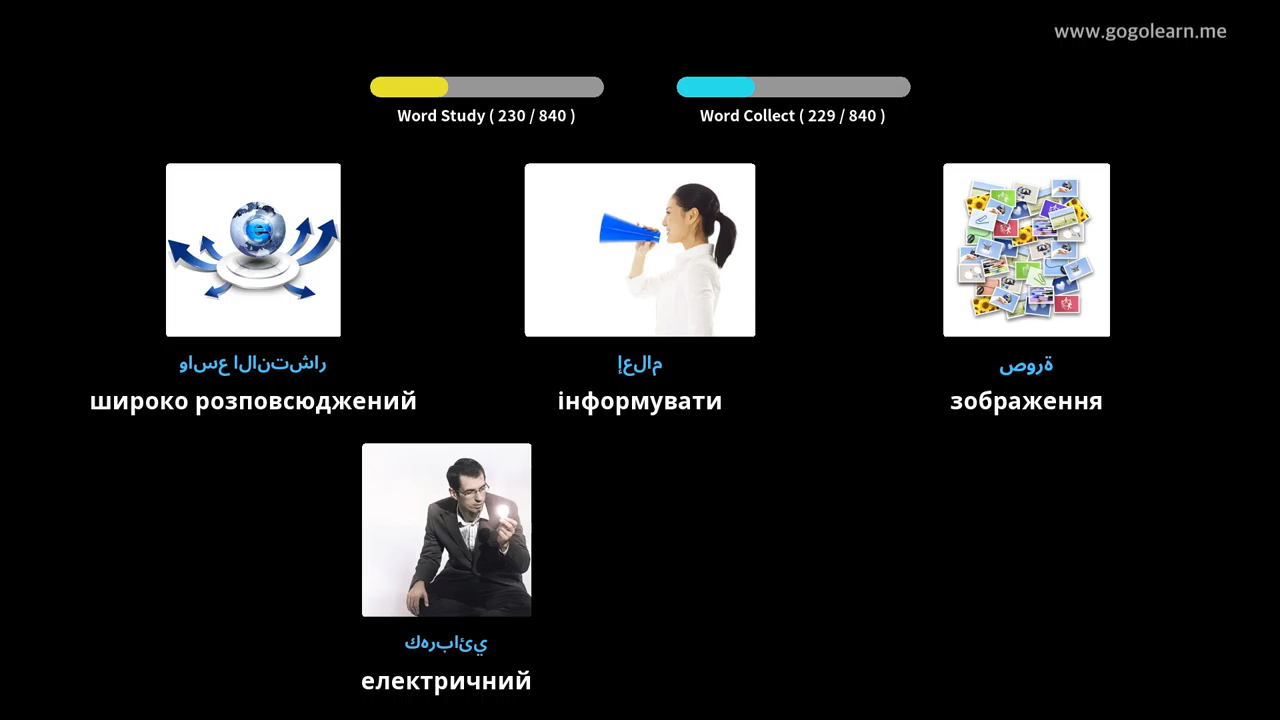 www.gogolearn.me
Word Study ( 230 / 840 )
Word Collect ( 229 / 840 )
واسع الانتشار
широко розповсюджений
إعلام
інформувати
صورة
зображення
كهربائي
електричний